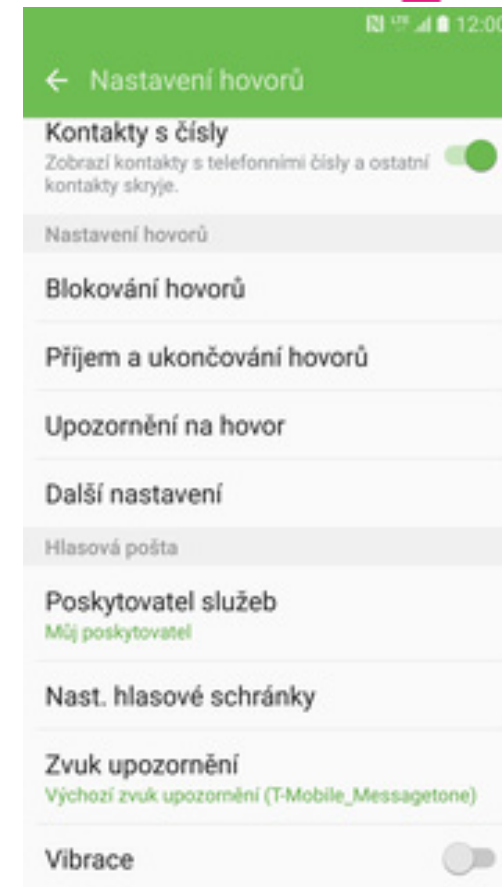 LTE 12:00
Nastavení hovorů
Kontakty s čísly
Zobrazí kontakty s telefonními čísly a ostatní
kontakty skryje.
Nastavení hovorů
Blokování hovorů
Příjem a ukončování hovorů
Upozornění na hovor
Další nastavení
Hlasová pošta
Poskytovatel služeb
Můj poskytovatel
Nast. hlasové schránky
Zvuk upozornění
Výchozí zvuk upozornění (T-Mobile_Messagetone)
Vibrace